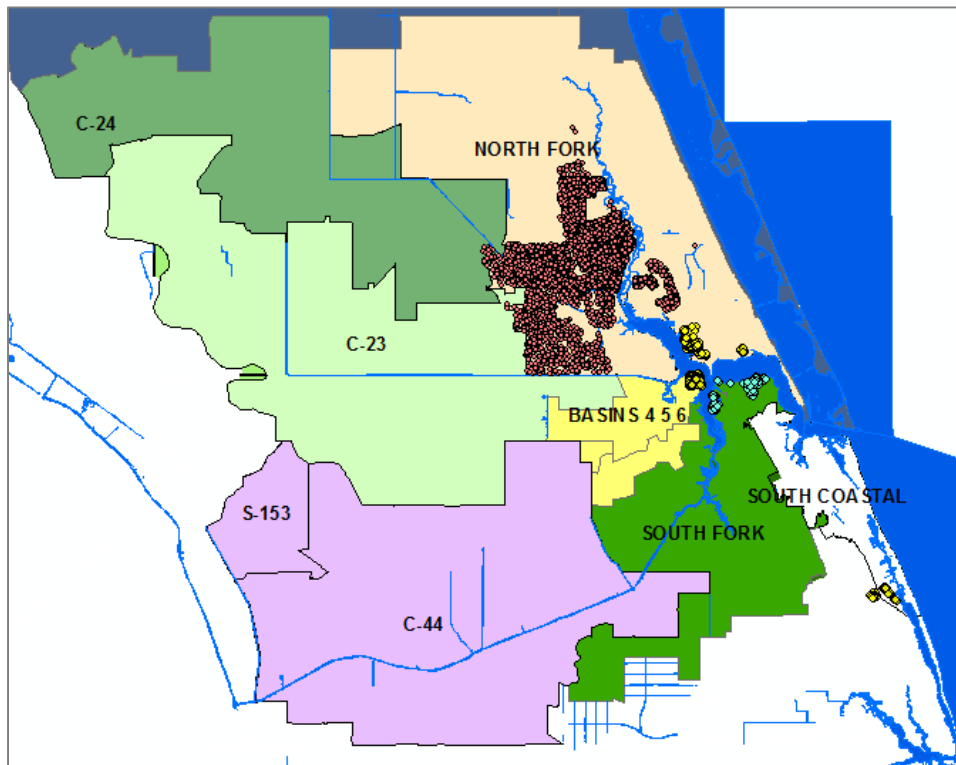 C-24
NORTH FORK
C-23
BASINS 4 5 6
SOUTH COASTAL
S-153
SOUTH FORK
C-44